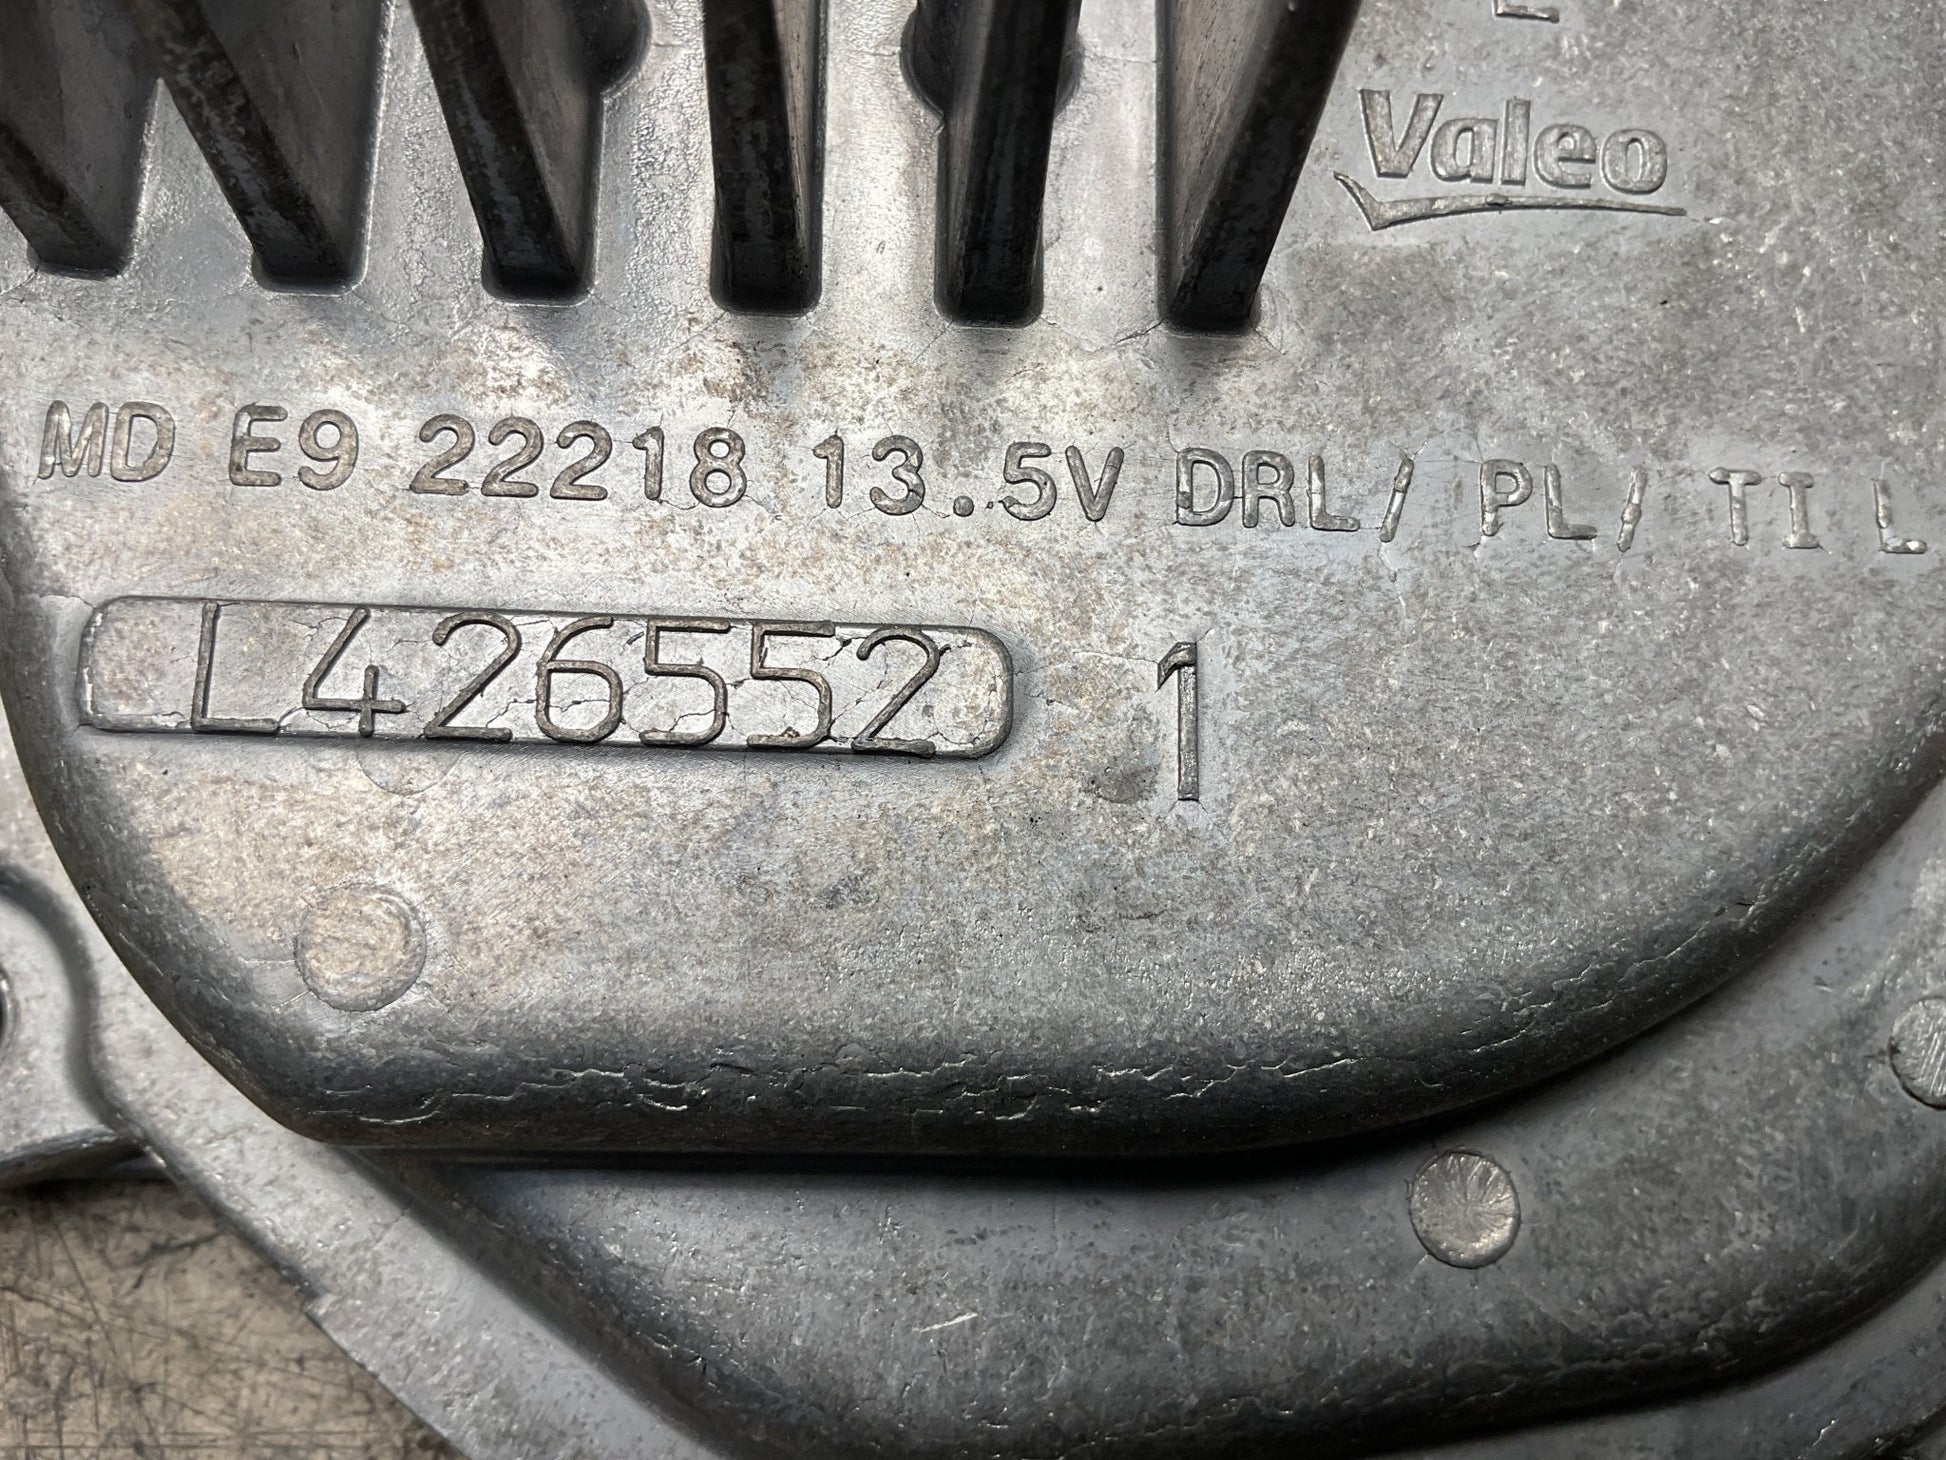 Valeo
MD E9 22218 13.5V DRL/ PL/ TI L
L426552 1